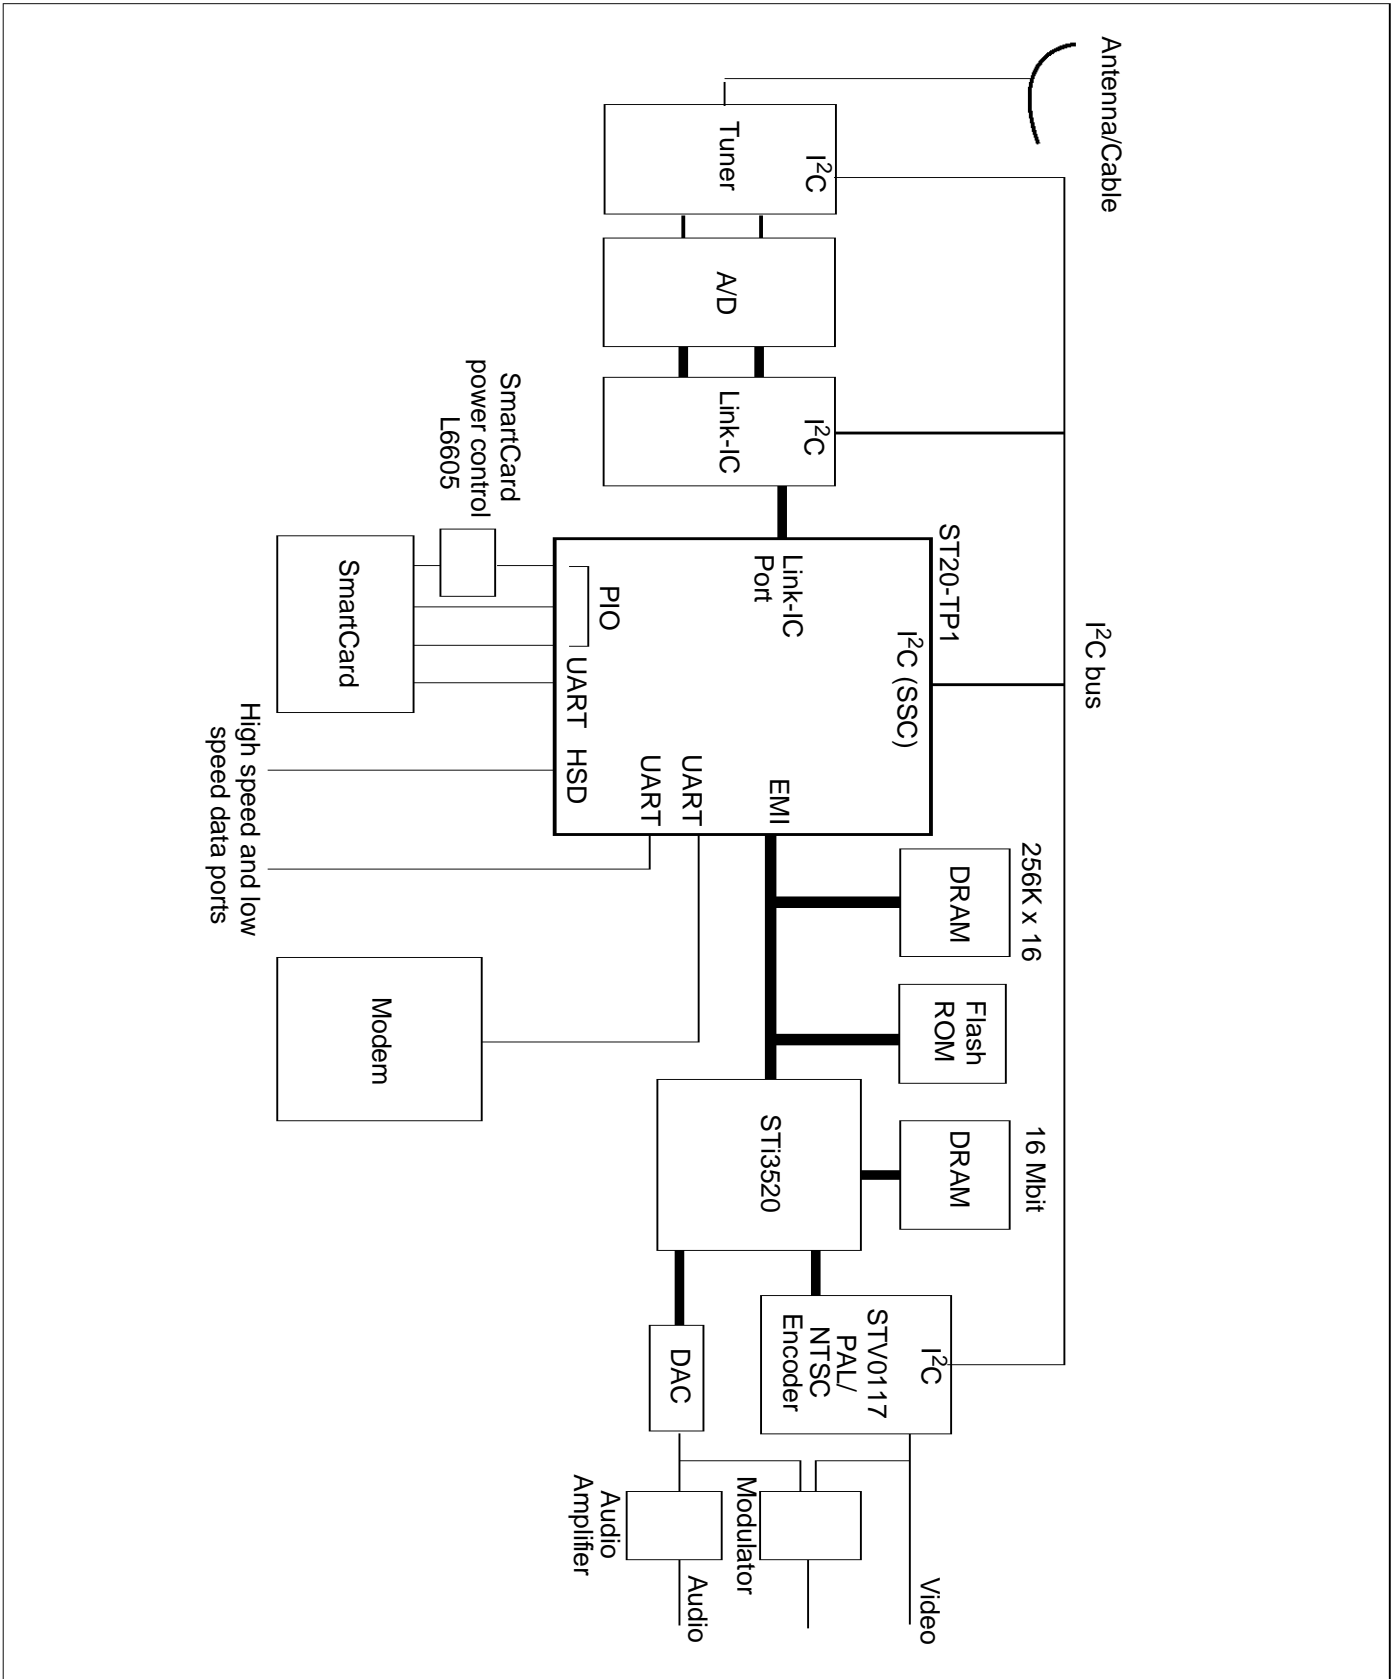 Antenna/Cable
I²C bus
I²C
Tuner
A/D
I²C
Link-IC
ST20-TP1
I²C (SSC)
Link-IC
Port
PIO
UART
HSD
UART
UART
EMI
SmartCard
power control
L6605
SmartCard
High speed and low
speed data ports
Modem
256K x 16
DRAM
Flash
ROM
16 Mbit
DRAM
STi3520
I²C
STV0117
PAL/
NTSC
Encoder
DAC
Modulator
Audio
Amplifier
Video
Audio